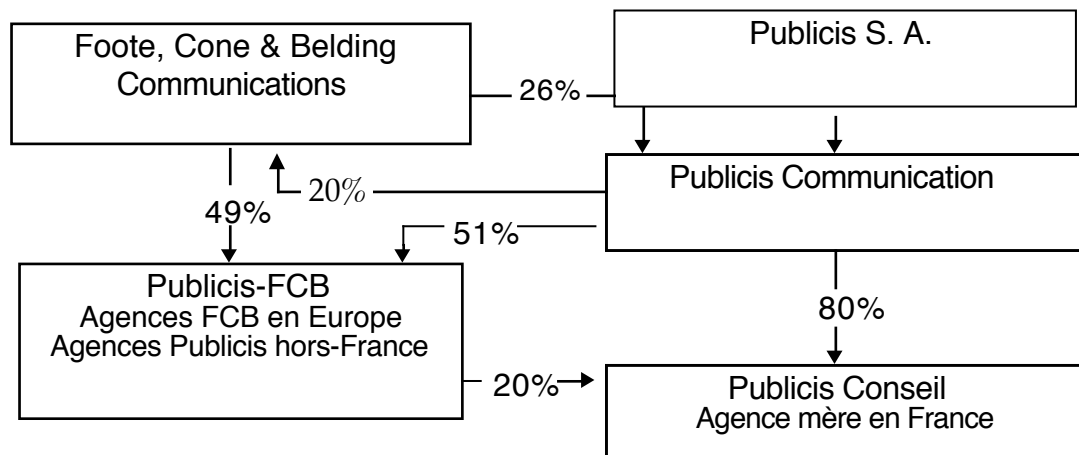 Foote, Cone & Belding
Communications
Publicis S. A.
26%
Publicis Communication
20%
49%
51%
Publicis-FCB
Agences FCB en Europe
Agences Publicis hors-France
80%
20%
Publicis Conseil
Agence mère en France